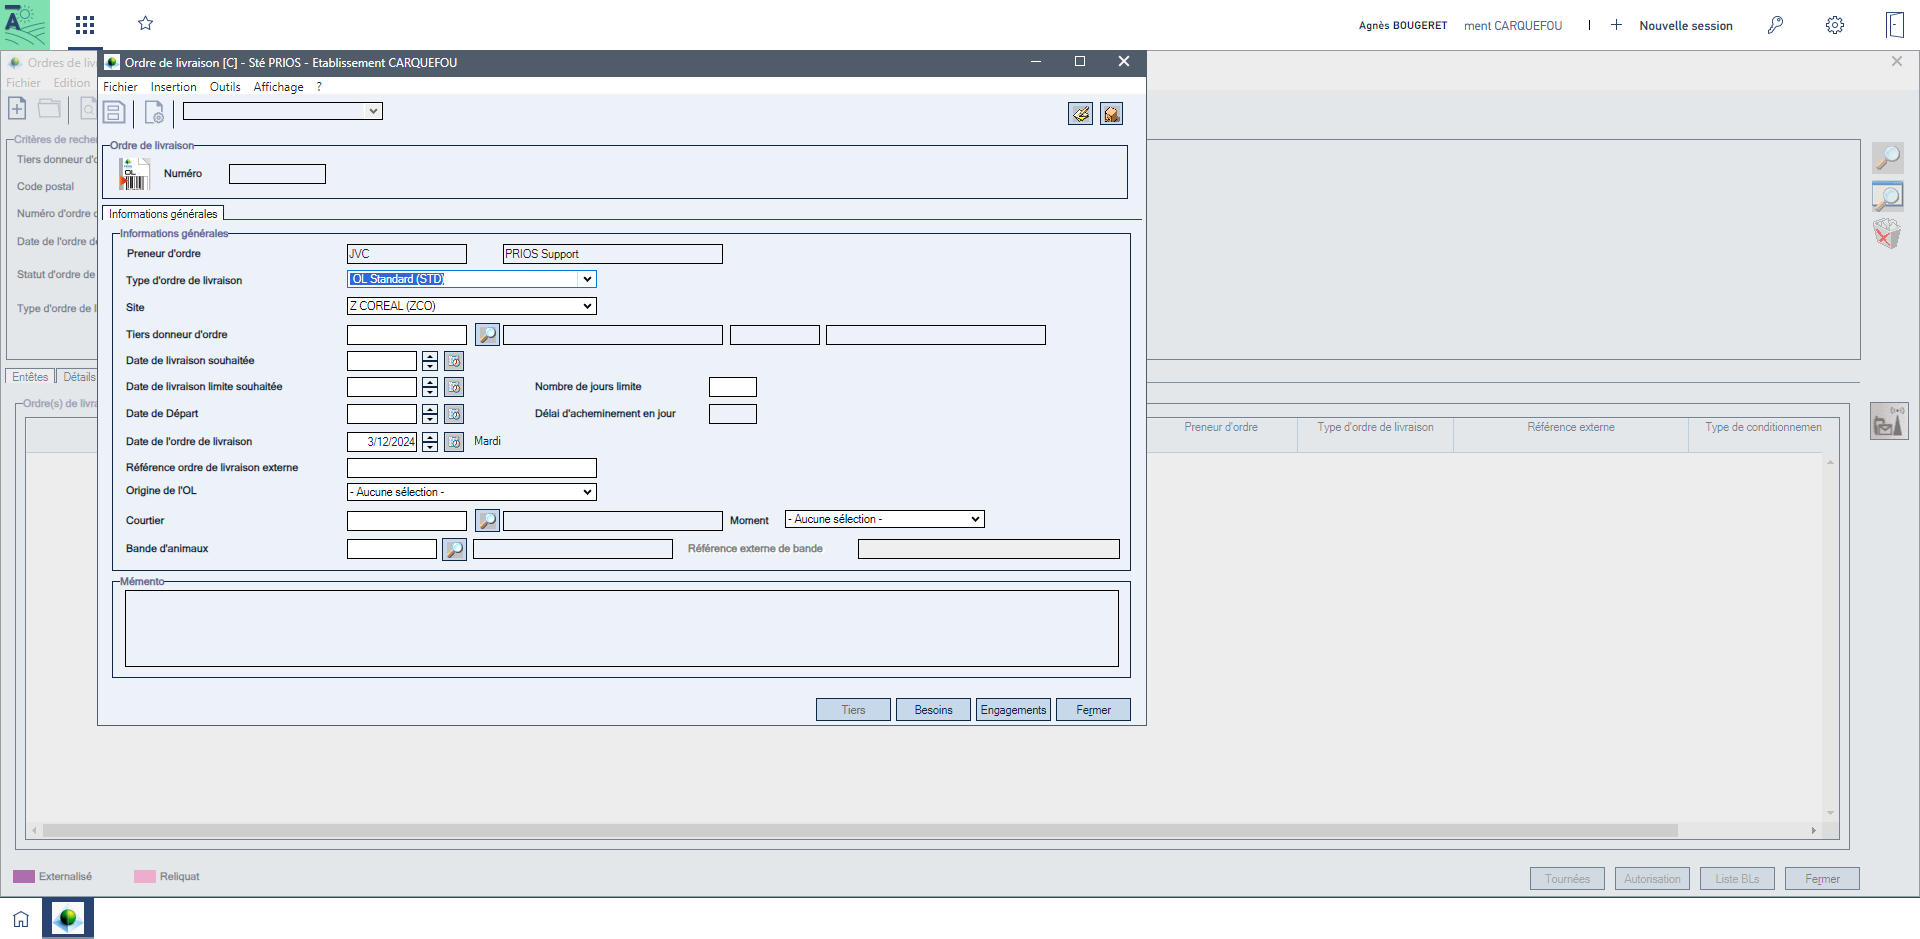 Agnès BOUGERET
ment CARQUEFOU
Nouvelle session
Ordres de liv
Fichier Edition
Critères de recher
Tiers donneur d'o
Code postal
Numéro d'ordre d
Date de l'ordre de
Statut d'ordre de
Type d'ordre de l
Entêtes Détails
Ordre(s) de livra
Ordre de livraison [C] - Sté PRIOS - Etablissement CARQUEFOU
Fichier Insertion Outils Affichage ?
Ordre de livraison
OL
Numéro
Informations générales
Informations générales
Preneur d'ordre JVC PRIOS Support
Type d'ordre de livraison OL Standard (STD)
Site Z COREAL (ZCO)
Tiers donneur d'ordre
Date de livraison souhaitée
Date de livraison limite souhaitée Nombre de jours limite
Date de Départ Délai d'acheminement en jour
Date de l'ordre de livraison 3/12/2024 Mardi
Référence ordre de livraison externe
Origine de l'OL - Aucune sélection -
Courtier Moment - Aucune sélection -
Bande d'animaux Référence externe de bande
Mémento
Tiers Besoins Engagements Fermer
Preneur d'ordre Type d'ordre de livraison Référence externe Type de conditionnemen
Externalisé Reliquat
Tournées Autorisation Liste BLs Fermer